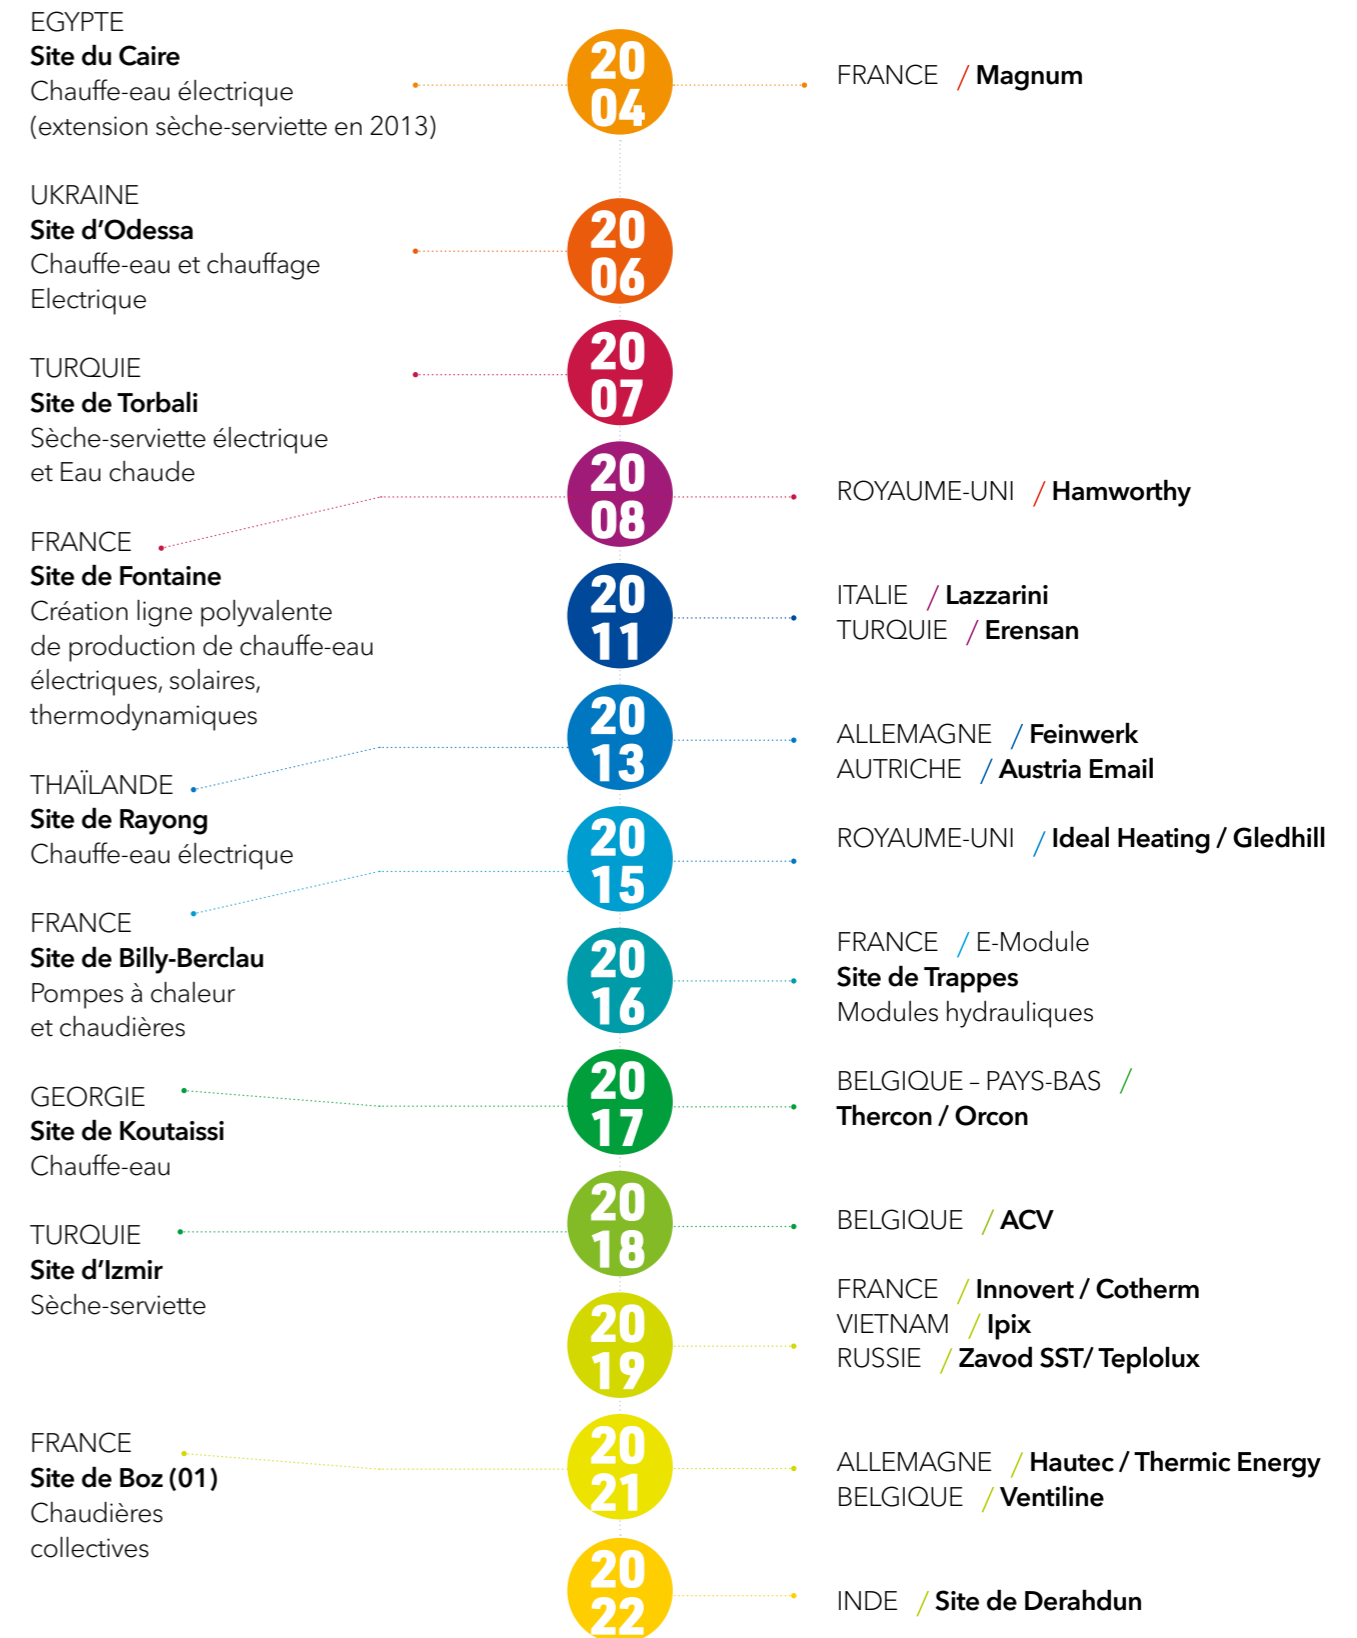 EGYPTE
Site du Caire
Chauffe-eau électrique
(extension sèche-serviette en 2013)
20
04
FRANCE / Magnum
UKRAINE
Site d’Odessa
Chauffe-eau et chauffage
Electrique
20
06
TURQUIE
Site de Torbali
Sèche-serviette électrique
et Eau chaude
20
07
FRANCE
Site de Fontaine
Création ligne polyvalente
de production de chauffe-eau
électriques, solaires,
thermodynamiques
20
08
ROYAUME-UNI / Hamworthy
20
11
ITALIE / Lazzarini
TURQUIE / Erensan
THAÏLANDE
Site de Rayong
Chauffe-eau électrique
20
13
ALLEMAGNE / Feinwerk
AUTRICHE / Austria Email
FRANCE
Site de Billy-Berclau
Pompes à chaleur
et chaudières
20
15
ROYAUME-UNI / Ideal Heating / Gledhill
20
16
FRANCE / E-Module
Site de Trappes
Modules hydrauliques
GEORGIE
Site de Koutaissi
Chauffe-eau
20
17
BELGIQUE – PAYS-BAS /
Thercon / Orcon
TURQUIE
Site d’Izmir
Sèche-serviette
20
18
BELGIQUE / ACV
20
19
FRANCE / Innovert / Cotherm
VIETNAM / Ipix
RUSSIE / Zavod SST/ Teplolux
FRANCE
Site de Boz (01)
Chaudières
collectives
20
21
ALLEMAGNE / Hautec / Thermic Energy
BELGIQUE / Ventiline
20
22
INDE / Site de Derahdun